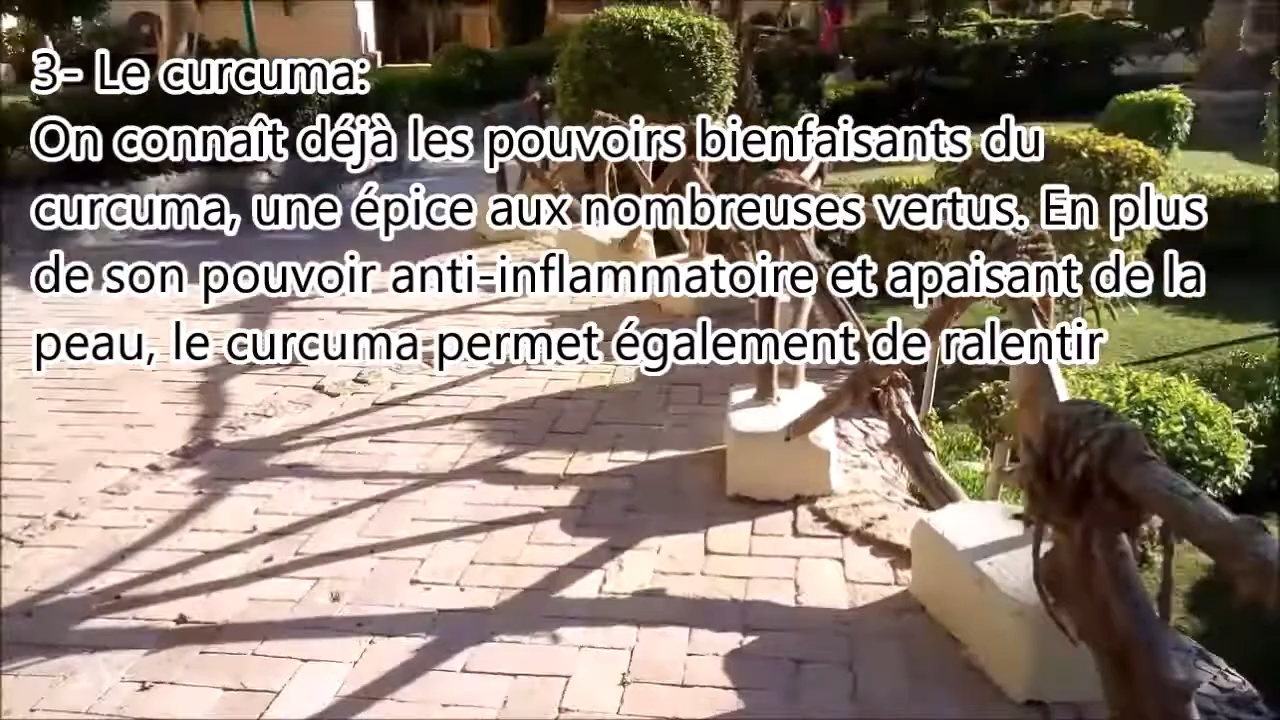 3- Le curcuma:
On connaît déjà les pouvoirs bienfaisants du
curcuma, une épice aux nombreuses vertus. En plus
de son pouvoir anti-inflammatoire et apaisant de la
peau, le curcuma permet également de ralentir